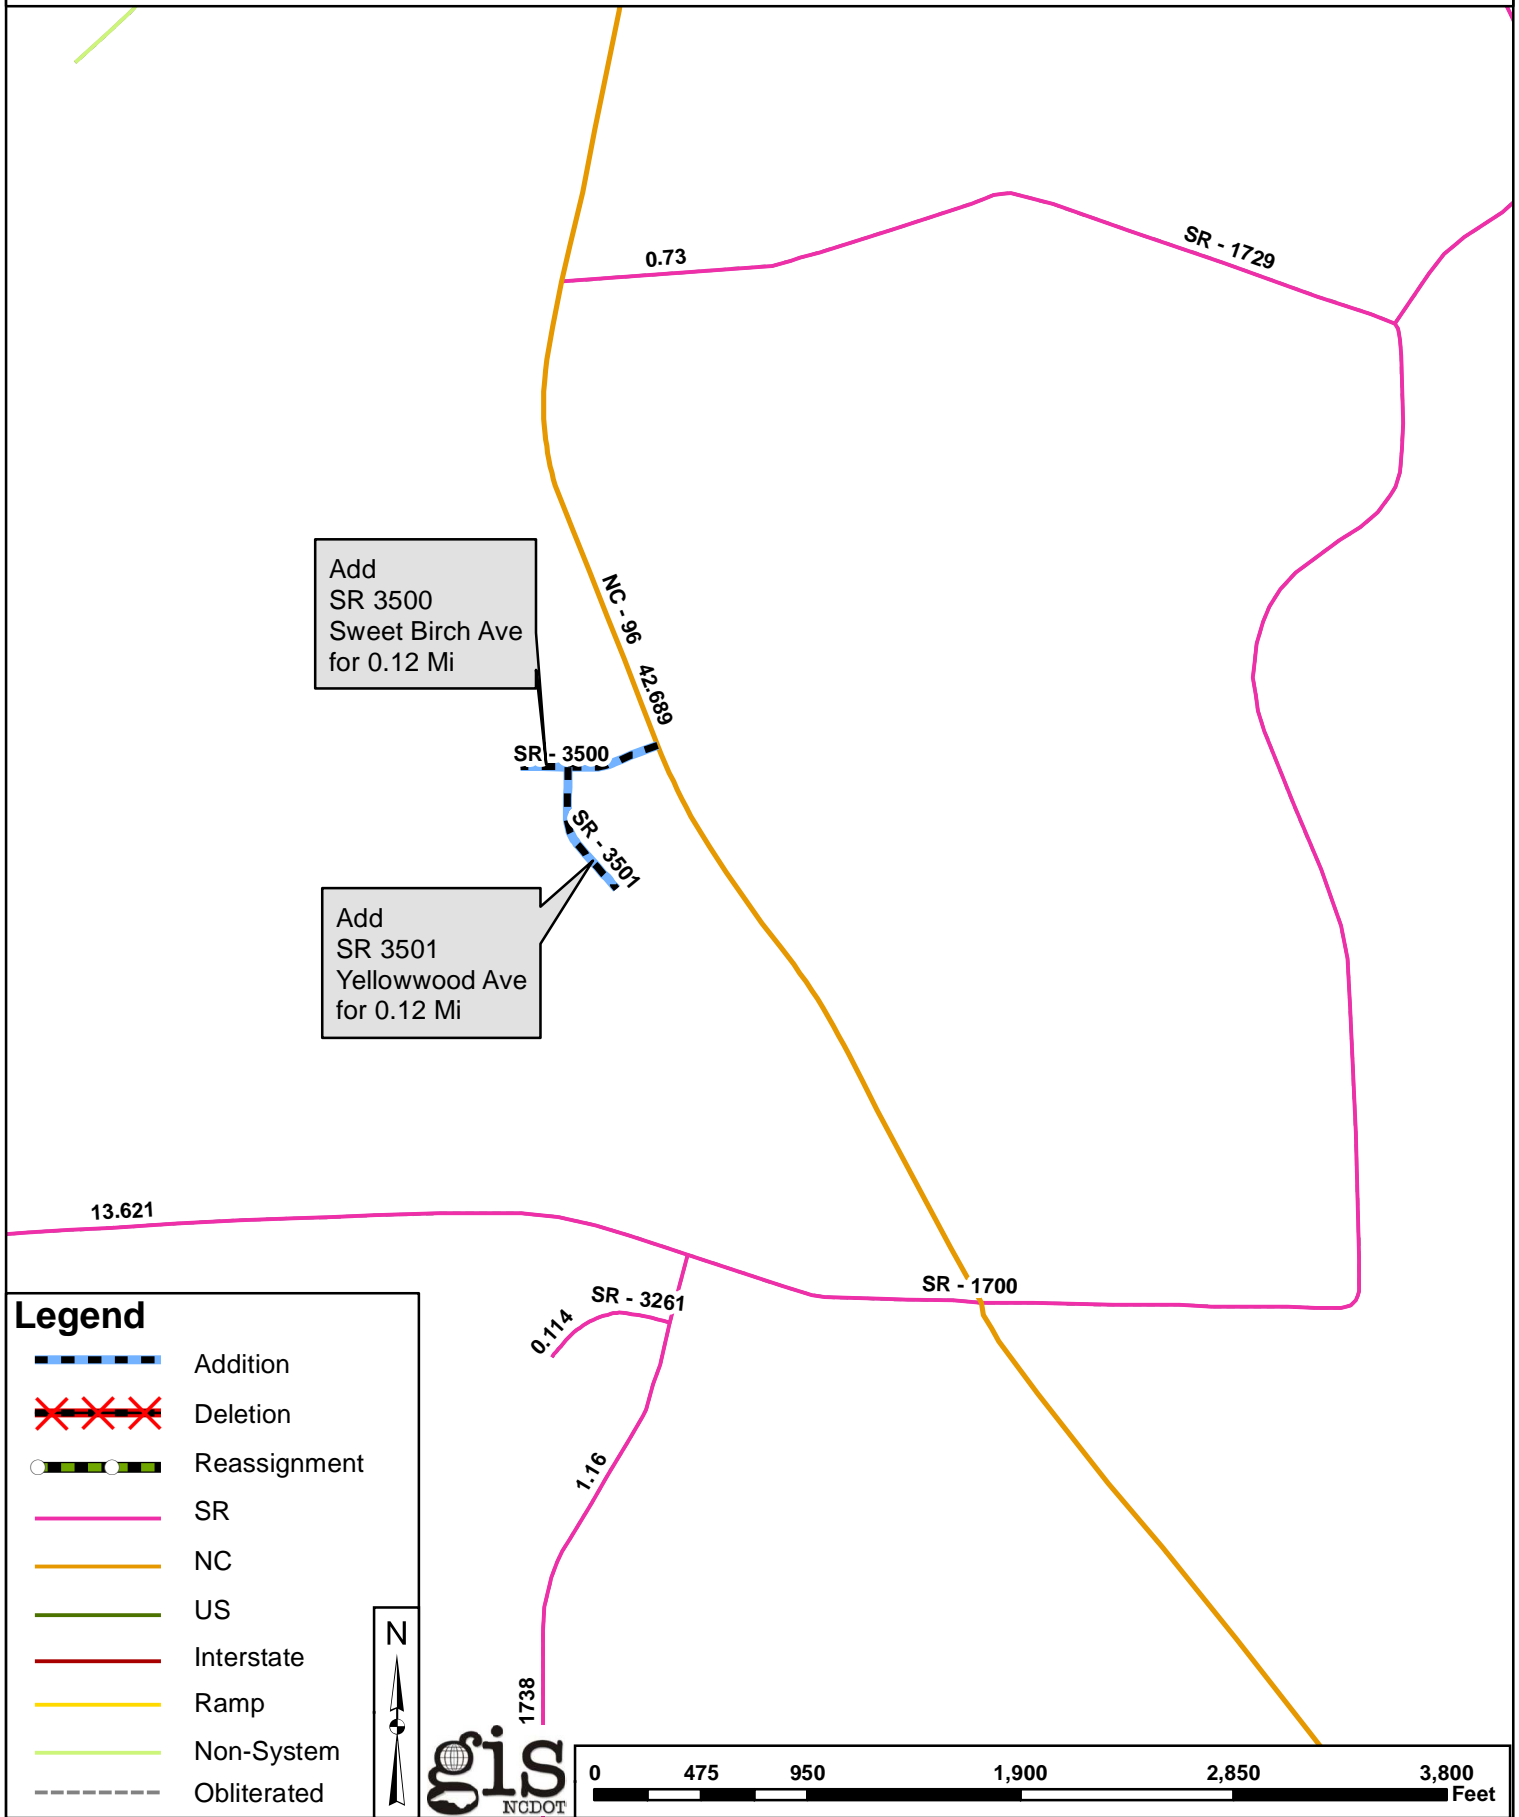 0.73
SR - 1729
Add
SR 3500
Sweet Birch Ave
for 0.12 Mi
NC - 96
42.689
SR - 3500
SR - 3501
Add
SR 3501
Yellowwood Ave
for 0.12 Mi
13.621
SR - 1700
SR - 3261
0.114
1.16
1738
Legend
Addition
Deletion
Reassignment
SR
NC
US
Interstate
Ramp
Non-System
Obliterated
N
gis
NCDOT
0 475 950 1,900 2,850 3,800
Feet